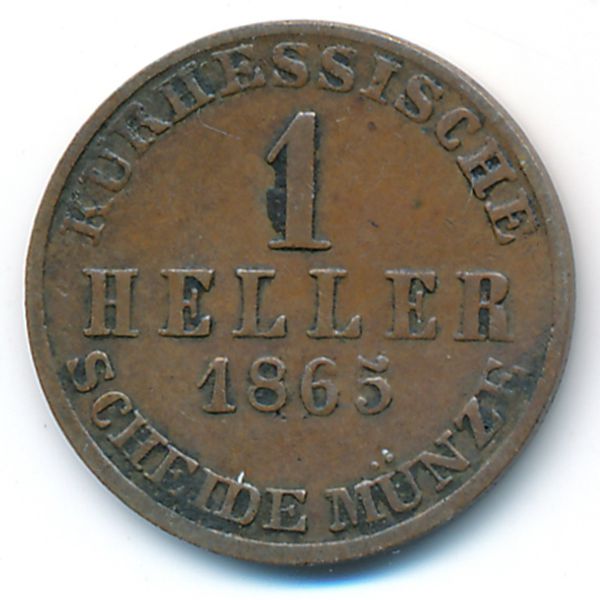 KURHESSISCHE
1
HELLER
1865
SCHEIDE MÜNZE